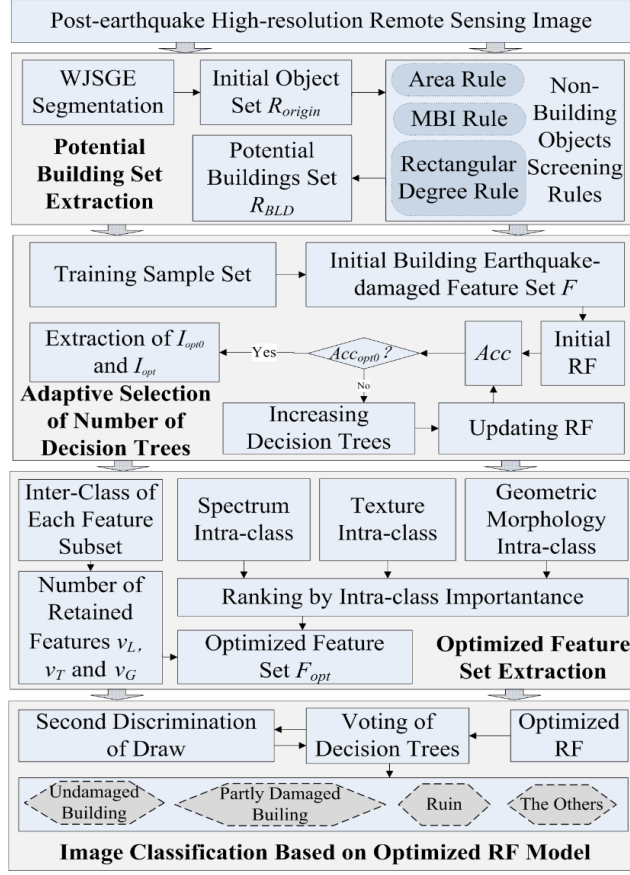 Post-earthquake High-resolution Remote Sensing Image
WJSGE
Segmentation
Initial Object
Set R_origin
Area Rule
MBI Rule
Rectangular
Degree Rule
Non-
Building
Objects
Screening
Rules
Potential
Building Set
Extraction
Potential
Buildings Set
R_BLD
Training Sample Set
Initial Building Earthquake-
damaged Feature Set F
Extraction of I_opt0
and I_opt
Yes
Acc_opt0 ?
No
Acc
Initial
RF
Adaptive Selection
of Number of
Decision Trees
Increasing
Decision Trees
Updating RF
Inter-Class of
Each Feature
Subset
Spectrum
Intra-class
Texture
Intra-class
Geometric
Morphology
Intra-class
Number of
Retained
Features v_L,
v_T and v_G
Ranking by Intra-class Importantance
Optimized Feature
Set F_opt
Optimized Feature
Set Extraction
Second Discrimination
of Draw
Voting of
Decision Trees
Optimized
RF
Undamaged
Building
Partly Damaged
Builing
Ruin
The Others
Image Classification Based on Optimized RF Model